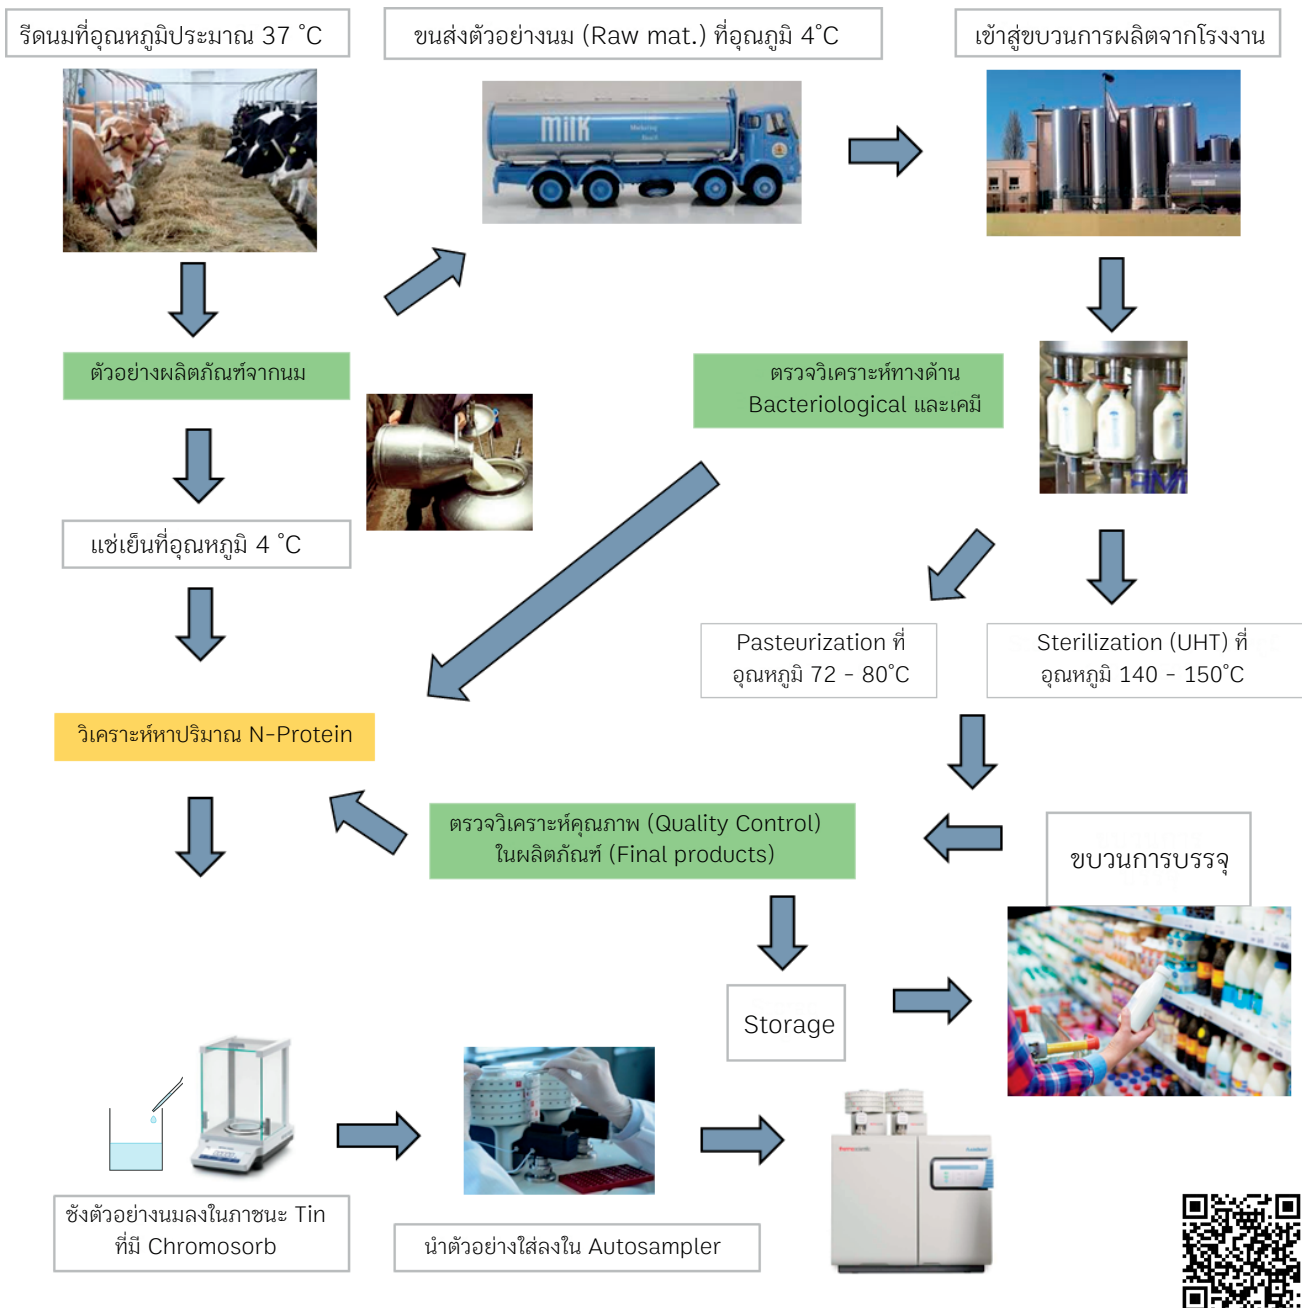 รีดนมที่อุณหภูมิประมาณ 37 °C
ขนส่งตัวอย่างนม (Raw mat.) ที่อุณภูมิ 4°C
เข้าสู่ขบวนการผลิตจากโรงงาน
milk
Marketing
Board
ตัวอย่างผลิตภัณฑ์จากนม
ตรวจวิเคราะห์ทางด้าน
Bacteriological และเคมี
แช่เย็นที่อุณหภูมิ 4 °C
Pasteurization ที่
อุณหภูมิ 72 - 80°C
Sterilization (UHT) ที่
อุณหภูมิ 140 - 150°C
วิเคราะห์หาปริมาณ N-Protein
ตรวจวิเคราะห์คุณภาพ (Quality Control)
ในผลิตภัณฑ์ (Final products)
ขบวนการบรรจุ
Storage
ชั่งตัวอย่างนมลงในภาชนะ Tin
ที่มี Chromosorb
นำตัวอย่างใส่ลงใน Autosampler